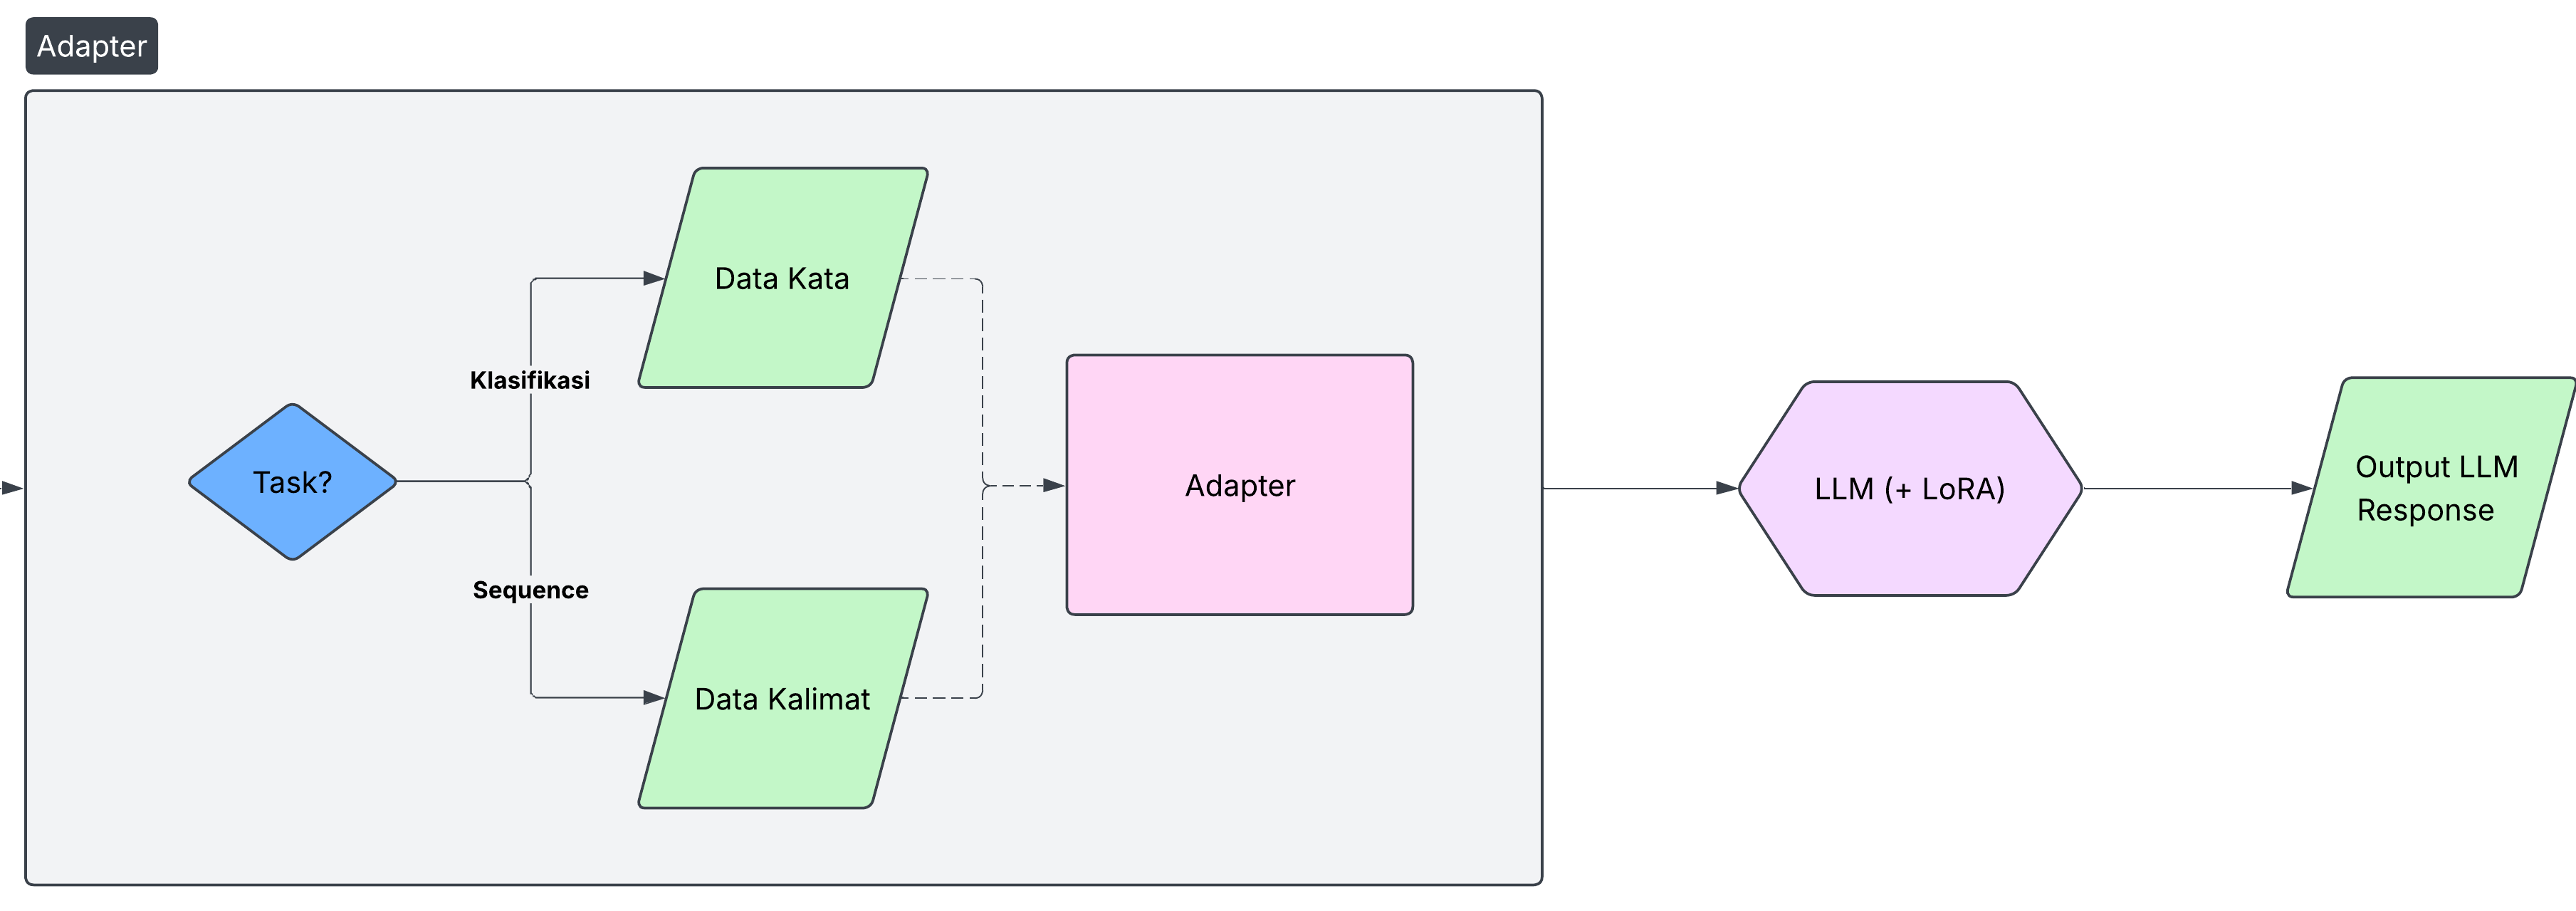 Adapter
Task?
Klasifikasi
Sequence
Data Kata
Data Kalimat
Adapter
LLM (+ LoRA)
Output LLM
Response